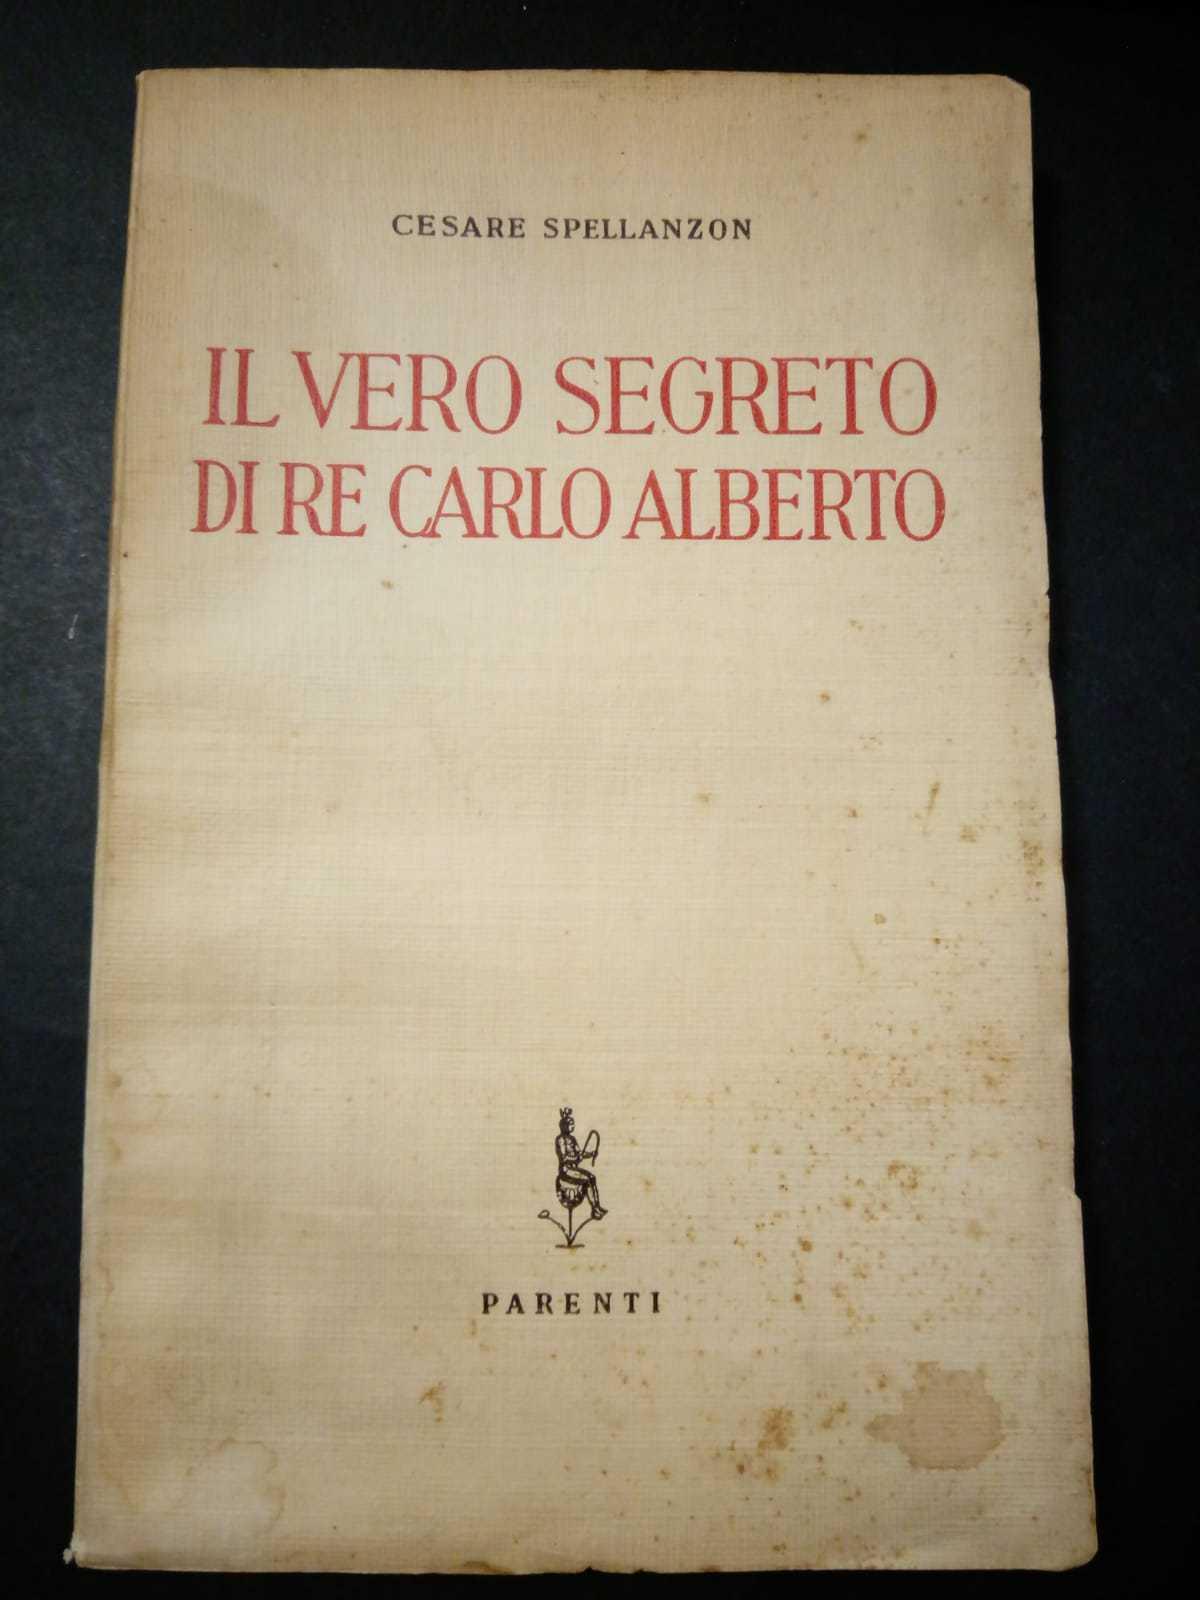 CESARE SPELLANZON
IL VERO SEGRETO
DI RE CARLO ALBERTO
PARENTI